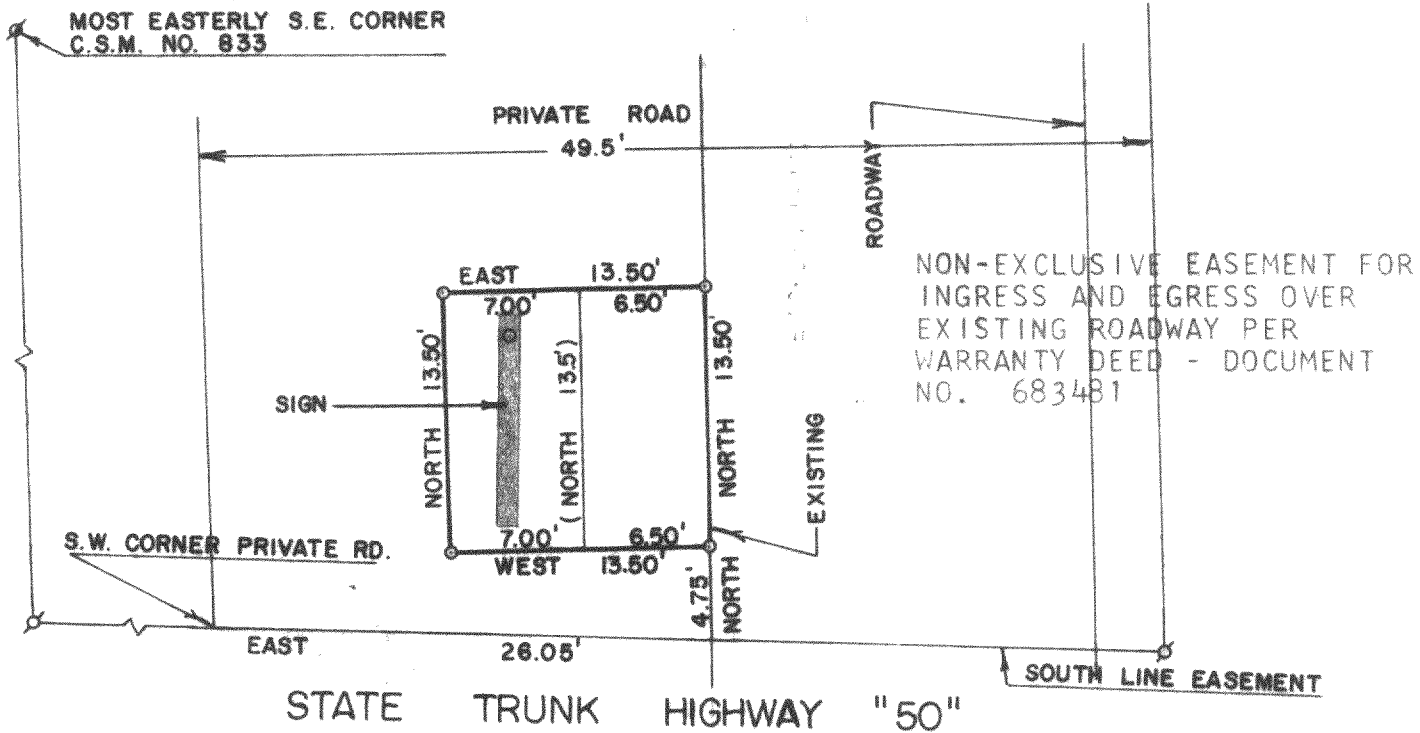 MOST EASTERLY S.E. CORNER
C.S.M. NO. 833
PRIVATE ROAD
49.5'
ROADWAY
NON-EXCLUSIVE EASEMENT FOR
INGRESS AND EGRESS OVER
EXISTING ROADWAY PER
WARRANTY DEED - DOCUMENT
NO. 683481
EAST 13.50'
7.00' 6.50'
NORTH 13.50'
(NORTH 13.5')
NORTH 13.50'
SIGN
EXISTING
7.00' 6.50'
WEST 13.50'
S.W. CORNER PRIVATE RD.
4.75'
NORTH
EAST 26.05'
SOUTH LINE EASEMENT
STATE TRUNK HIGHWAY "50"